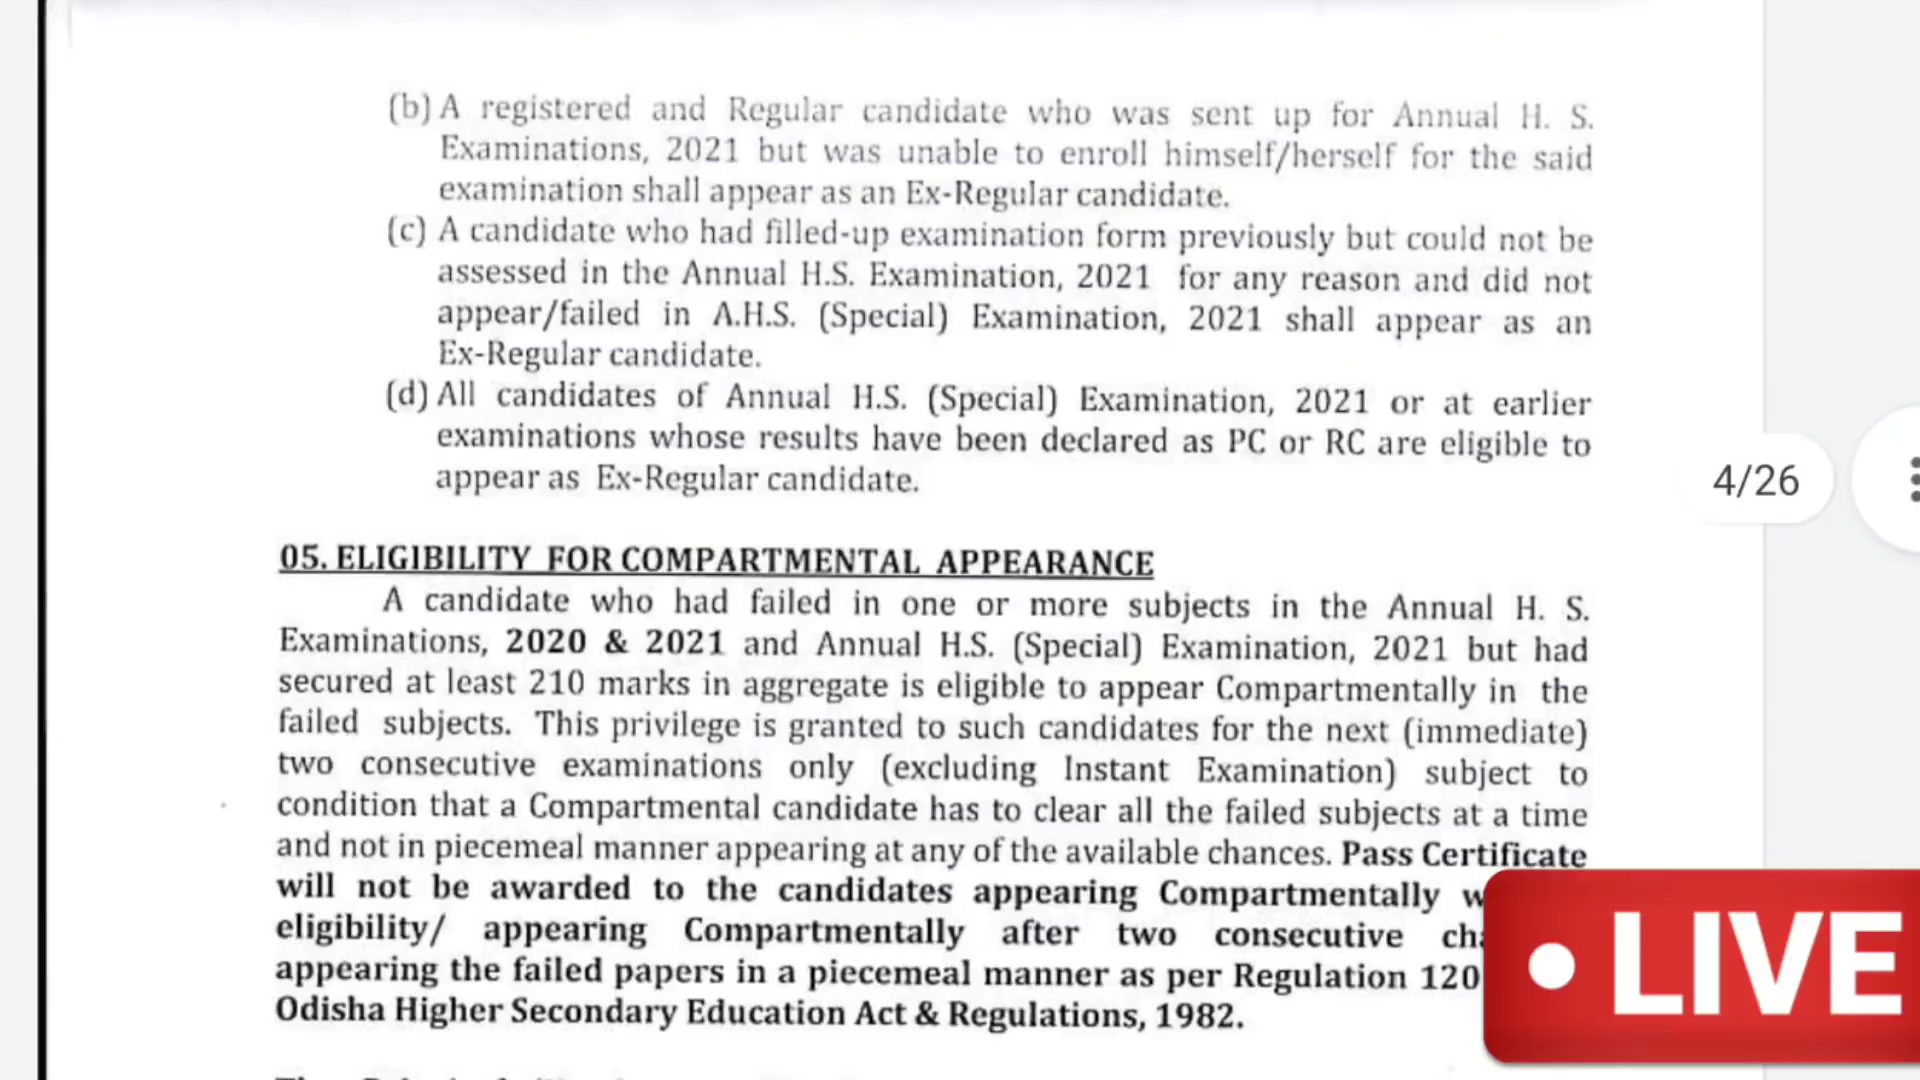 (b) A registered and Regular candidate who was sent up for Annual H. S.
Examinations, 2021 but was unable to enroll himself/herself for the said
examination shall appear as an Ex-Regular candidate.
(c) A candidate who had filled-up examination form previously but could not be
assessed in the Annual H.S. Examination, 2021 for any reason and did not
appear/failed in A.H.S. (Special) Examination, 2021 shall appear as an
Ex-Regular candidate.
(d) All candidates of Annual H.S. (Special) Examination, 2021 or at earlier
examinations whose results have been declared as PC or RC are eligible to
appear as Ex-Regular candidate.
4/26
05. ELIGIBILITY FOR COMPARTMENTAL APPEARANCE
A candidate who had failed in one or more subjects in the Annual H. S.
Examinations, 2020 & 2021 and Annual H.S. (Special) Examination, 2021 but had
secured at least 210 marks in aggregate is eligible to appear Compartmentally in the
failed subjects. This privilege is granted to such candidates for the next (immediate)
two consecutive examinations only (excluding Instant Examination) subject to
condition that a Compartmental candidate has to clear all the failed subjects at a time
and not in piecemeal manner appearing at any of the available chances. Pass Certificate
will not be awarded to the candidates appearing Compartmentally
eligibility/ appearing Compartmentally after two consecutive
appearing the failed papers in a piecemeal manner as per Regulation 120
Odisha Higher Secondary Education Act & Regulations, 1982.
LIVE